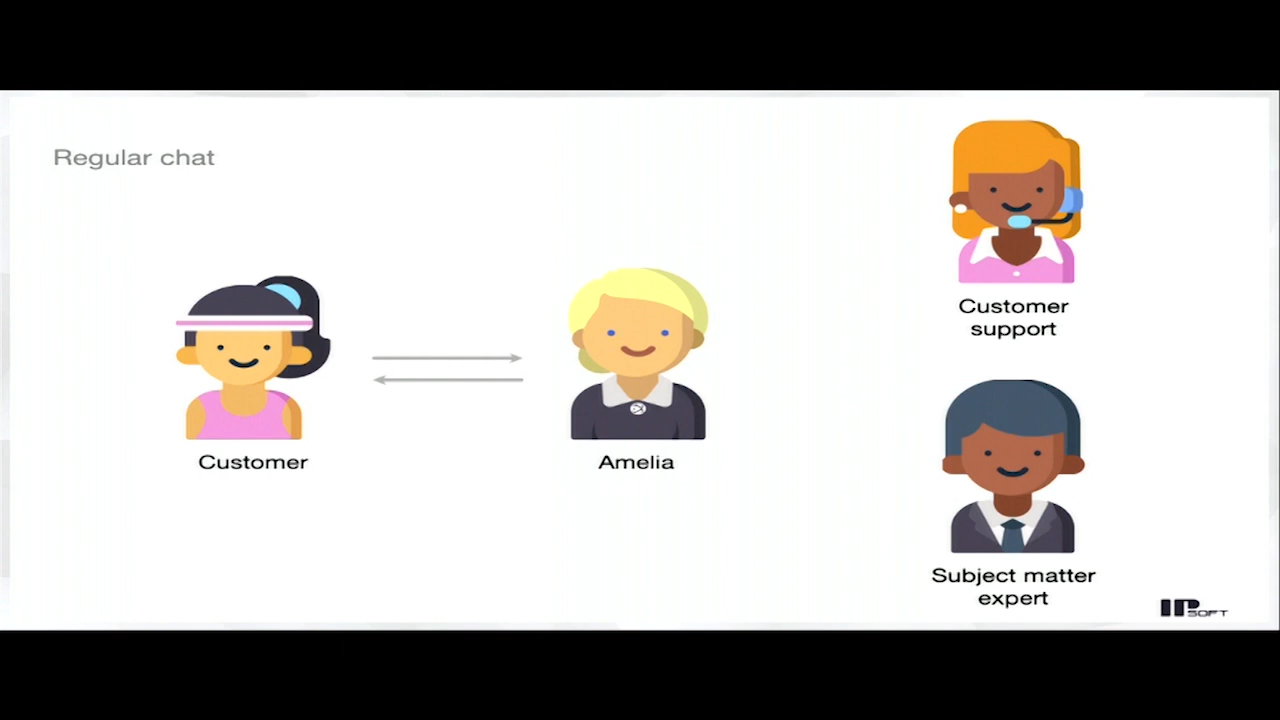 Regular chat
Customer
support
Customer
Amelia
Subject matter
expert
IPSOFT